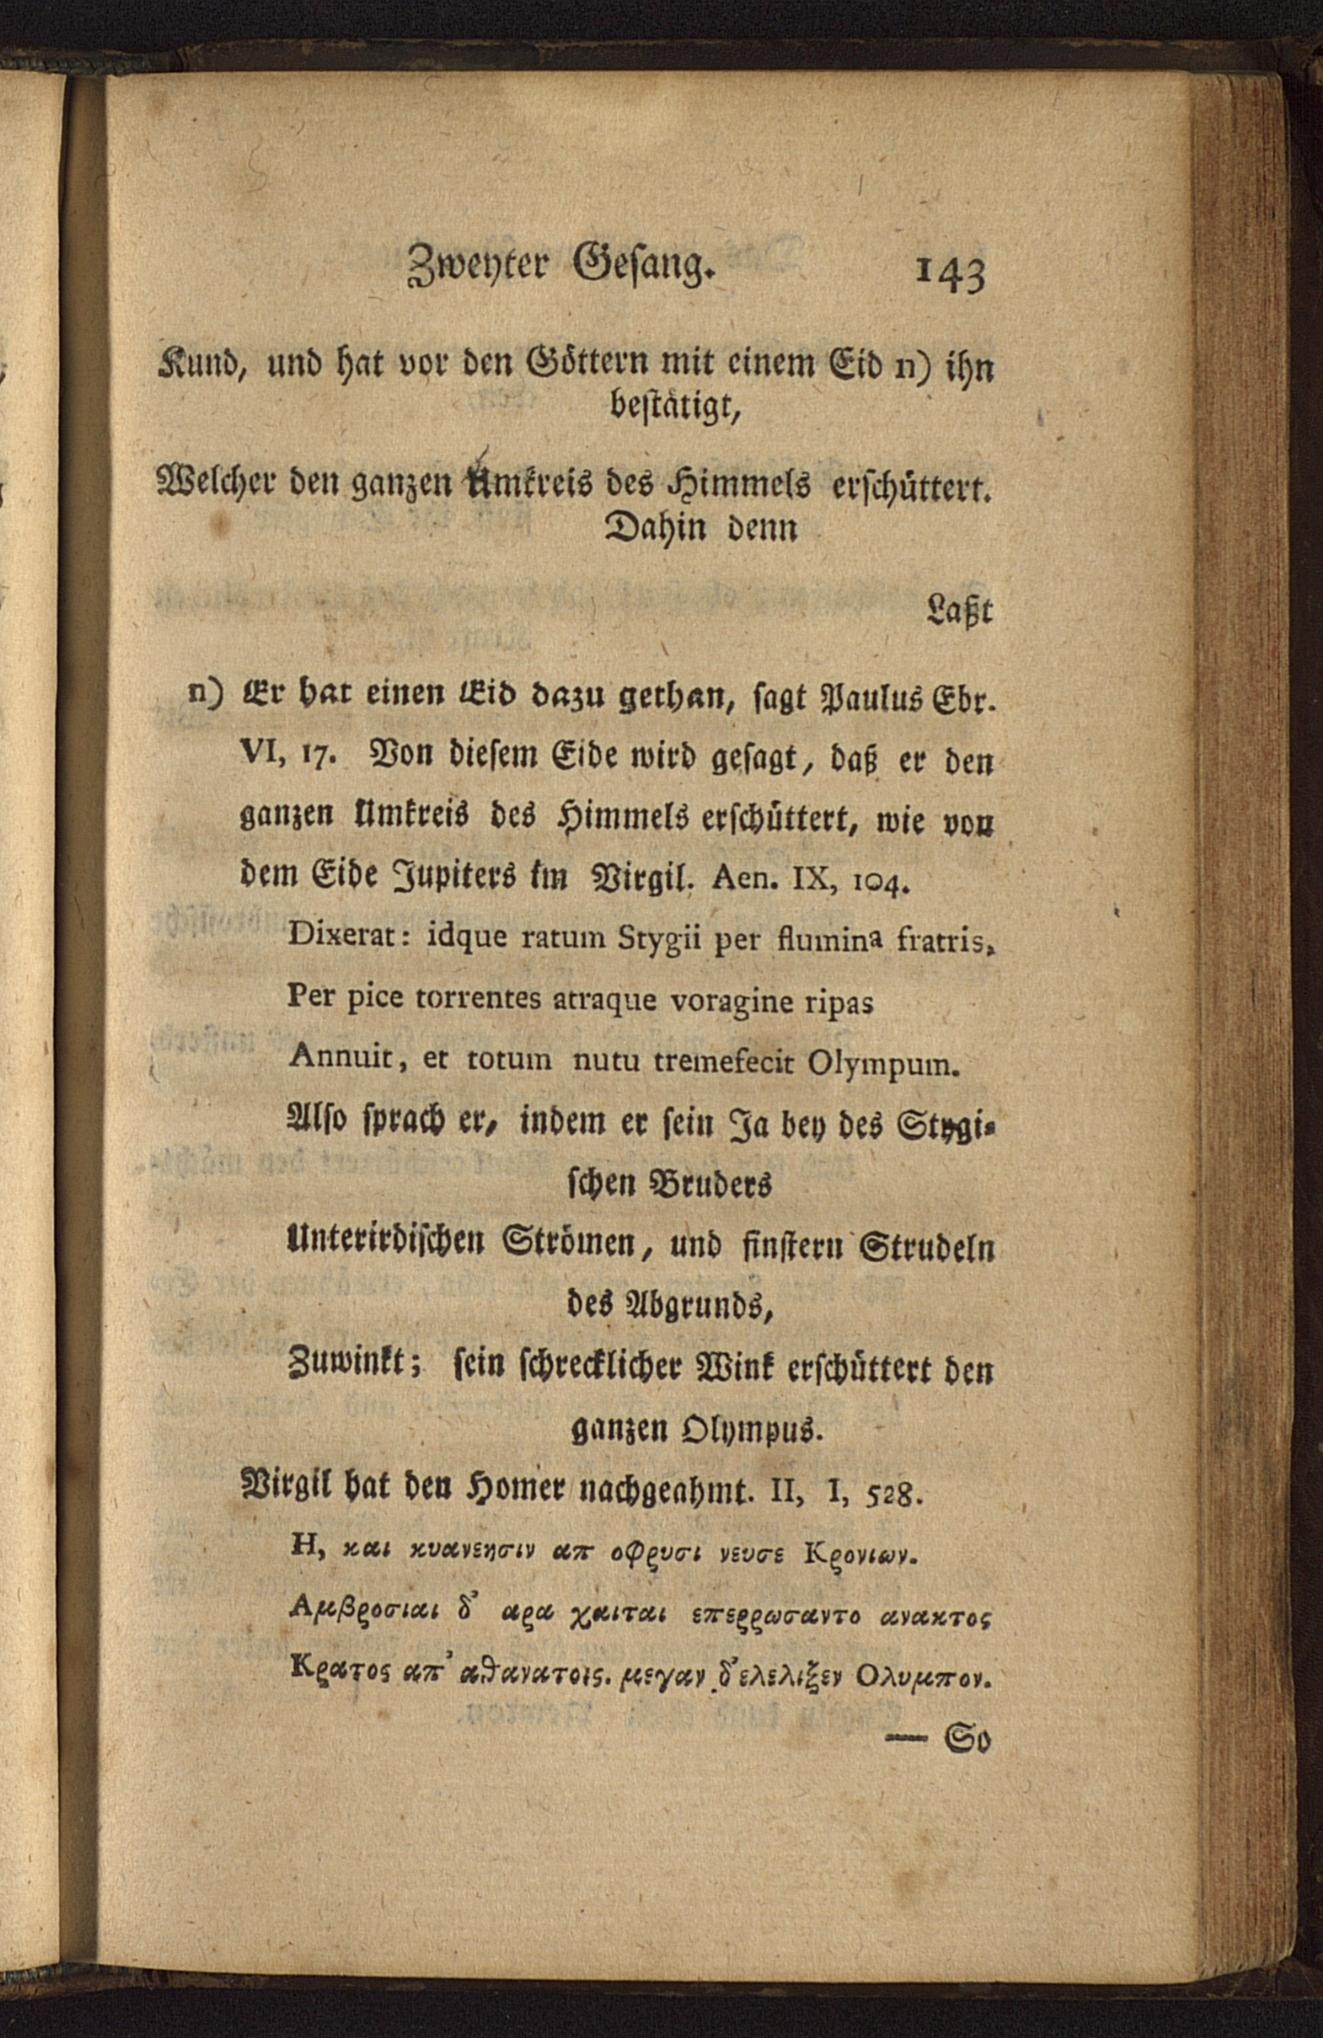 Zweyter Gesang. 143
Kund, und hat vor den Göttern mit einem Eid n) ihn
bestätigt,
Welcher den ganzen Umkreis des Himmels erschüttert.
Dahin denn
Laßt
n) Er hat einen Eid dazu gethan, sagt Paulus Ebr.
VI, 17. Von diesem Eide wird gesagt, daß er den
ganzen Umkreis des Himmels erschüttert, wie von
dem Eide Jupiters im Virgil. Aen. IX, 104.
Dixerat: idque ratum Stygii per flumina fratris,
Per pice torrentes atraque voragine ripas
Annuit, et totum nutu tremefecit Olympum.
Also sprach er, indem er sein Ja bey des Stygi-
schen Bruders
Unterirdischen Strömen, und finstern Strudeln
des Abgrunds,
Zuwinkt; sein schrecklicher Wink erschüttert den
ganzen Olympus.
Virgil hat den Homer nachgeahmt. II, I, 528.
Η, και κυανεησιν απ οφρυσι νευσε Κρονιων.
Αμβροσιαι δ' αρα χαιται επερρωσαντο ανακτος
Κρατος απ' αθανατοις. μεγαν δ'ελελιξεν Ολυμπον.
— So